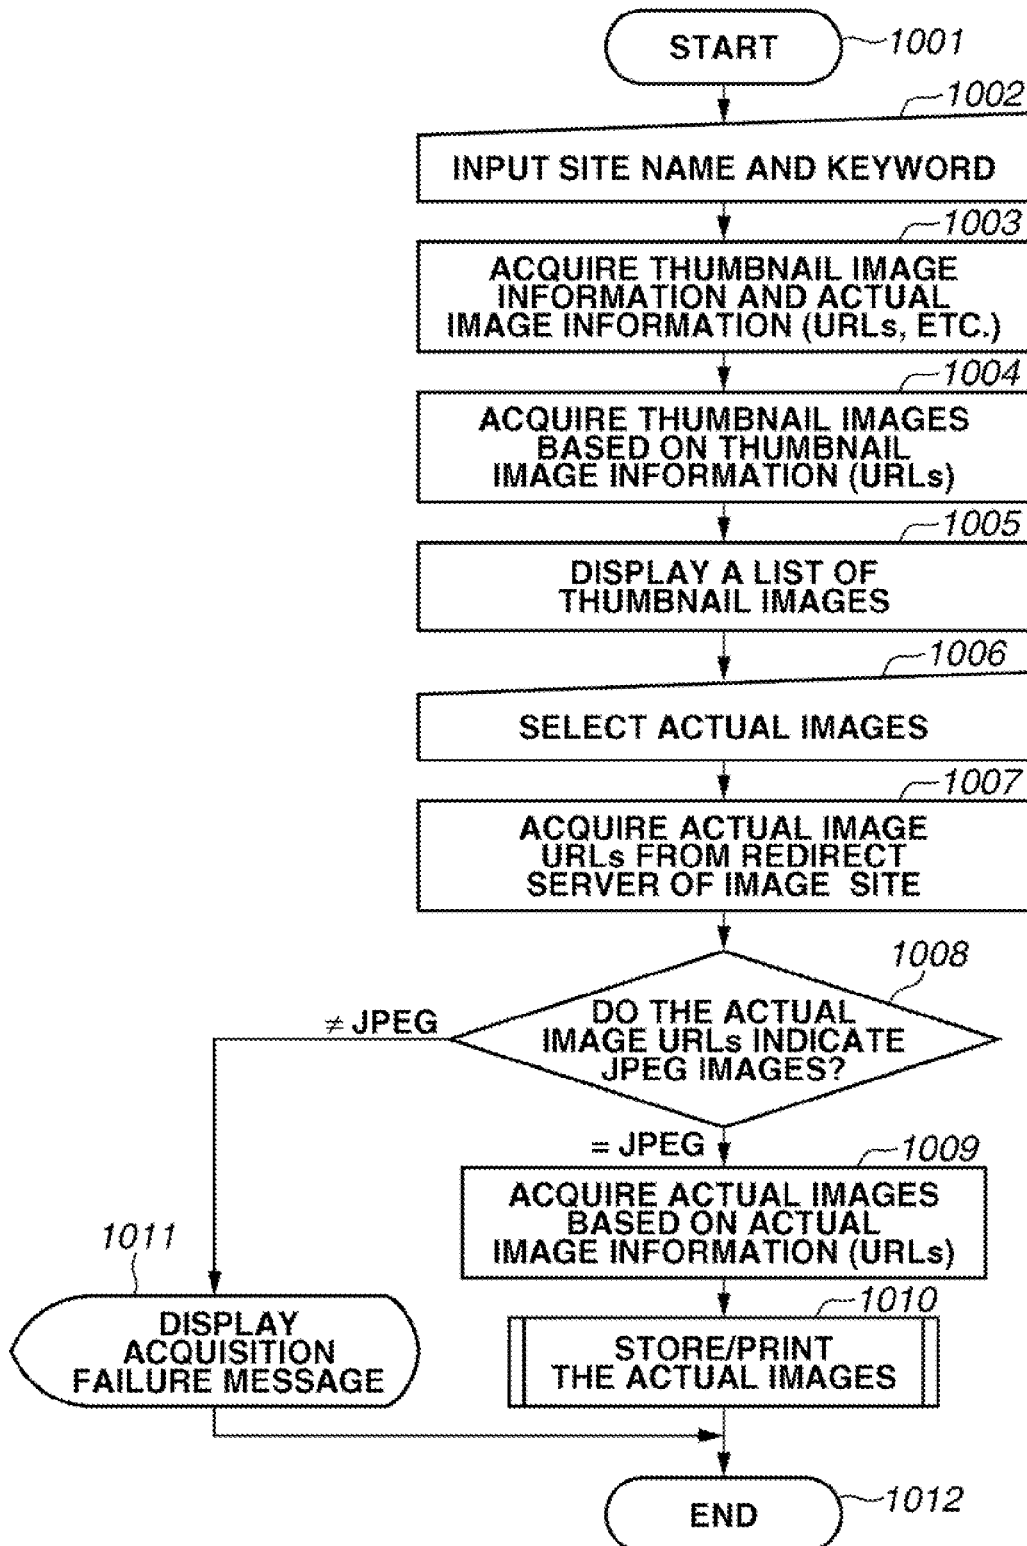 START
1001
1002
INPUT SITE NAME AND KEYWORD
1003
ACQUIRE THUMBNAIL IMAGE
INFORMATION AND ACTUAL
IMAGE INFORMATION (URLs, ETC.)
1004
ACQUIRE THUMBNAIL IMAGES
BASED ON THUMBNAIL
IMAGE INFORMATION (URLs)
1005
DISPLAY A LIST OF
THUMBNAIL IMAGES
1006
SELECT ACTUAL IMAGES
1007
ACQUIRE ACTUAL IMAGE
URLs FROM REDIRECT
SERVER OF IMAGE SITE
1008
DO THE ACTUAL
IMAGE URLs INDICATE
JPEG IMAGES?
≠ JPEG
= JPEG
1009
ACQUIRE ACTUAL IMAGES
BASED ON ACTUAL
IMAGE INFORMATION (URLs)
1011
DISPLAY
ACQUISITION
FAILURE MESSAGE
1010
STORE/PRINT
THE ACTUAL IMAGES
END
1012